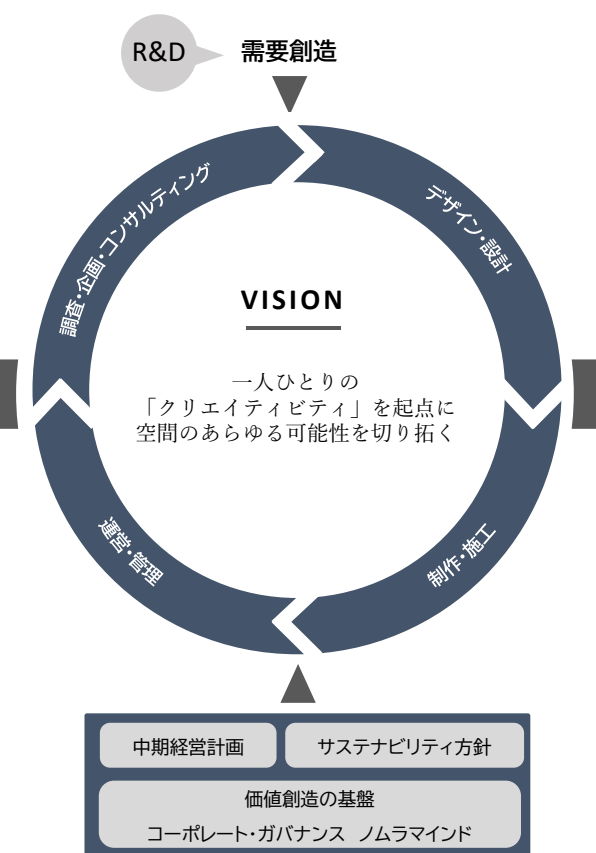 R&D
需要創造
調査・企画・コンサルティング
デザイン・設計
VISION
一人ひとりの
「クリエイティビティ」を起点に
空間のあらゆる可能性を切り拓く
運営・管理
制作・施工
中期経営計画
サステナビリティ方針
価値創造の基盤
コーポレート・ガバナンス ノムラマインド